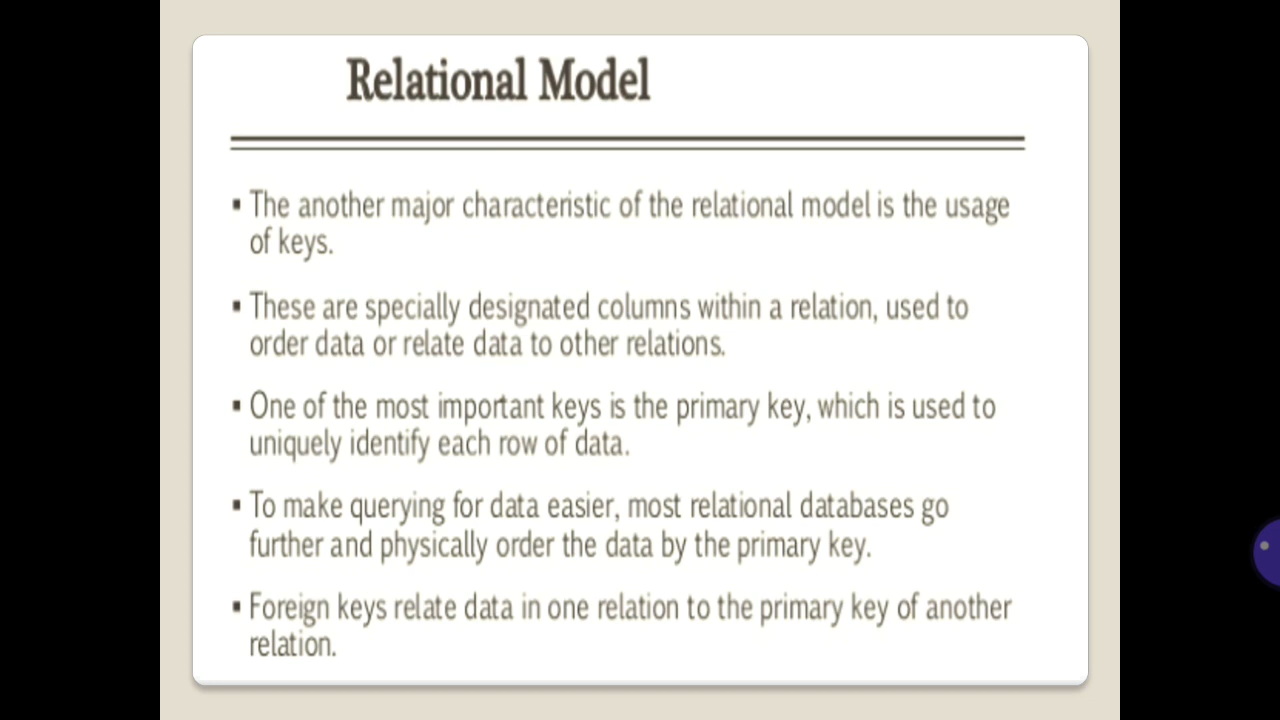 Relational Model
▪ The another major characteristic of the relational model is the usage
of keys.
▪ These are specially designated columns within a relation, used to
order data or relate data to other relations.
▪ One of the most important keys is the primary key, which is used to
uniquely identify each row of data.
▪ To make querying for data easier, most relational databases go
further and physically order the data by the primary key.
▪ Foreign keys relate data in one relation to the primary key of another
relation.